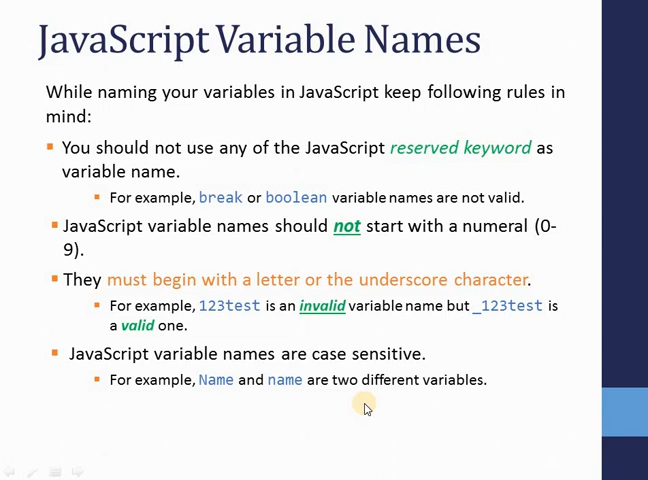 JavaScript Variable Names
While naming your variables in JavaScript keep following rules in
mind:
▪ You should not use any of the JavaScript reserved keyword as
variable name.
▪ For example, break or boolean variable names are not valid.
▪ JavaScript variable names should not start with a numeral (0-
9).
▪ They must begin with a letter or the underscore character.
▪ For example, 123test is an invalid variable name but _123test is
a valid one.
▪ JavaScript variable names are case sensitive.
▪ For example, Name and name are two different variables.